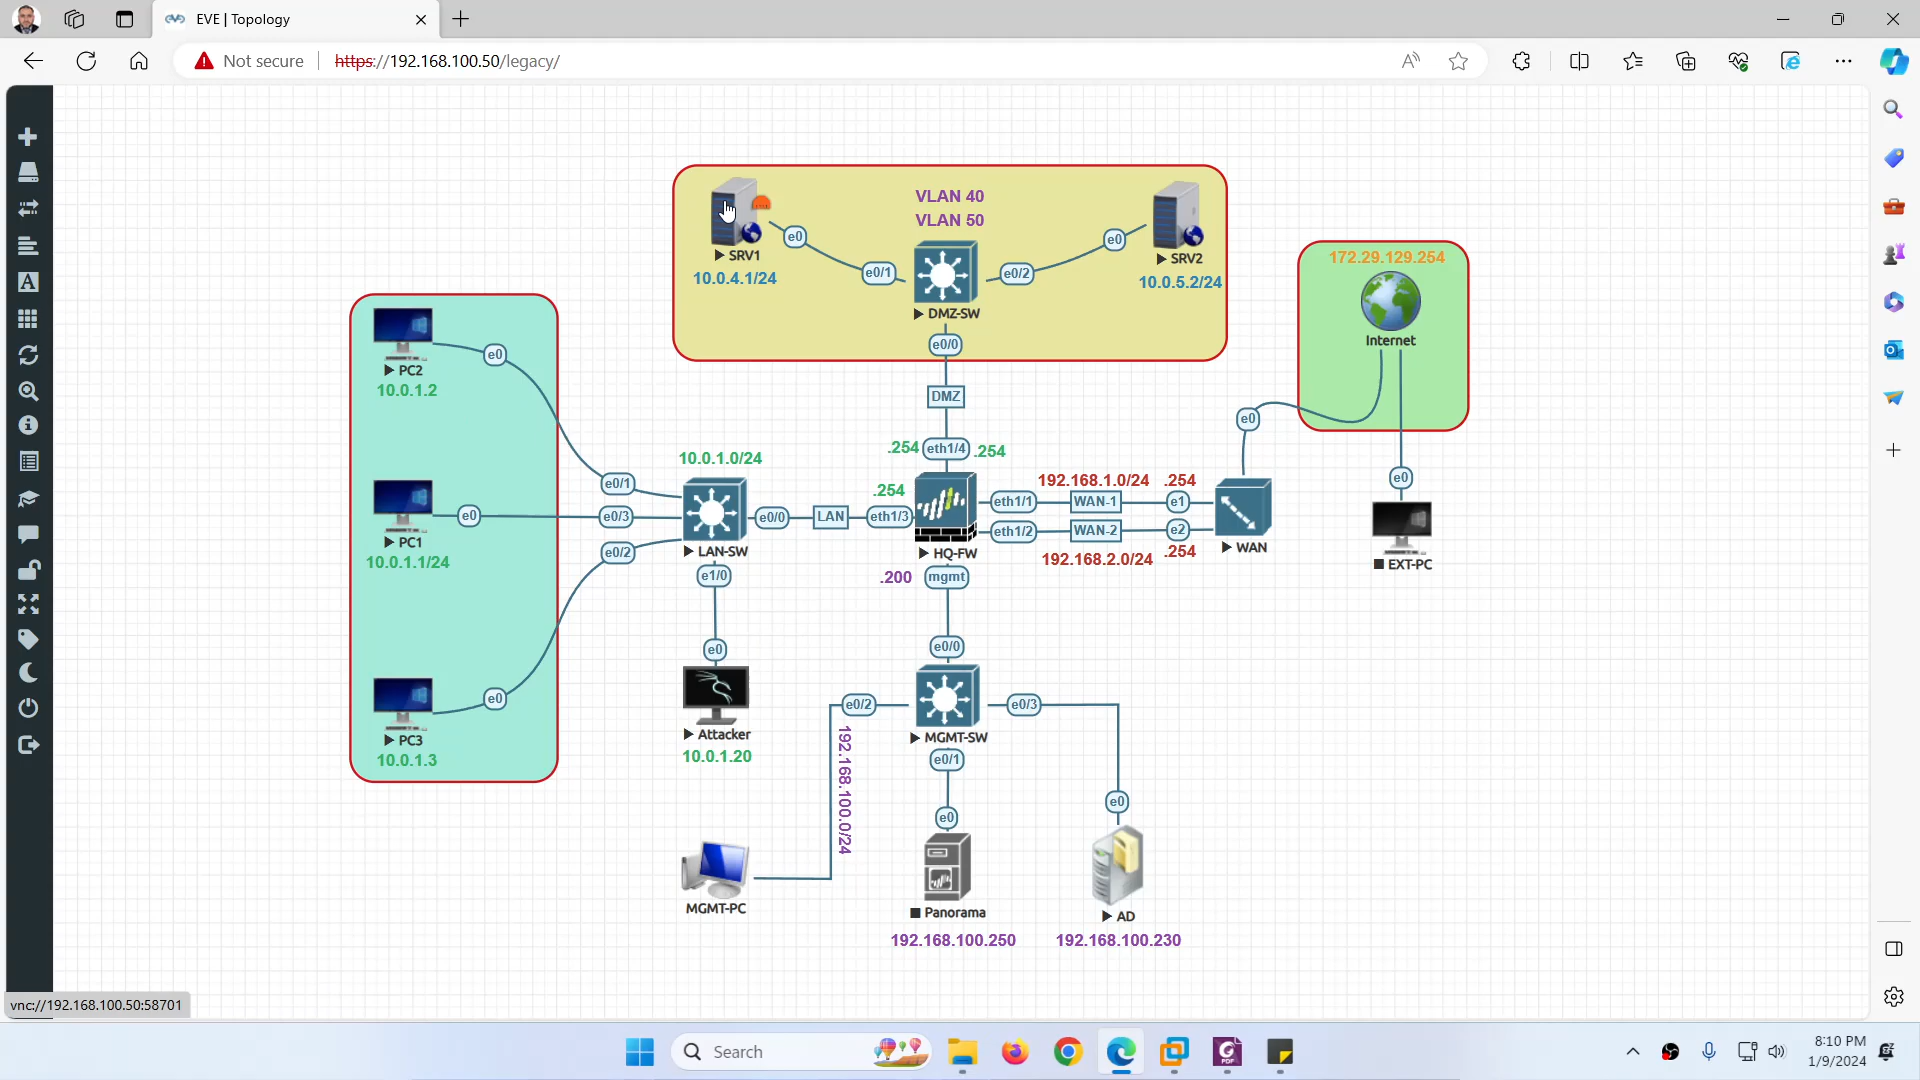 EVE | Topology
Not secure
https://192.168.100.50/legacy/
VLAN 40
VLAN 50
e0
e0
SRV1
SRV2
10.0.4.1/24
e0/1
e0/2
10.0.5.2/24
DMZ-SW
e0/0
172.29.129.254
Internet
PC2
e0
10.0.1.2
DMZ
e0
.254
eth1/4
.254
10.0.1.0/24
e0/1
.254
192.168.1.0/24
.254
e0
e0
e0/3
e0/0
LAN
eth1/3
eth1/1
WAN-1
e1
eth1/2
WAN-2
e2
PC1
10.0.1.1/24
e0/2
LAN-SW
HQ-FW
192.168.2.0/24
.254
WAN
EXT-PC
e1/0
.200
mgmt
e0
e0/0
e0
PC3
10.0.1.3
Attacker
10.0.1.20
e0/2
e0/3
MGMT-SW
e0/1
192.168.100.0/24
e0
e0
MGMT-PC
Panorama
AD
192.168.100.250
192.168.100.230
vnc://192.168.100.50:58701
Search
PDF
8:10 PM
1/9/2024